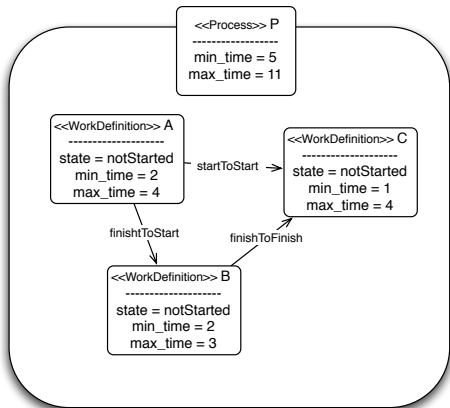 <<Process>> P
-------------------
min_time = 5
max_time = 11
<<WorkDefinition>> A
--------------------
state = notStarted
min_time = 2
max_time = 4
<<WorkDefinition>> C
--------------------
state = notStarted
min_time = 1
max_time = 4
startToStart
finishtToStart
finishToFinish
<<WorkDefinition>> B
--------------------
state = notStarted
min_time = 2
max_time = 3